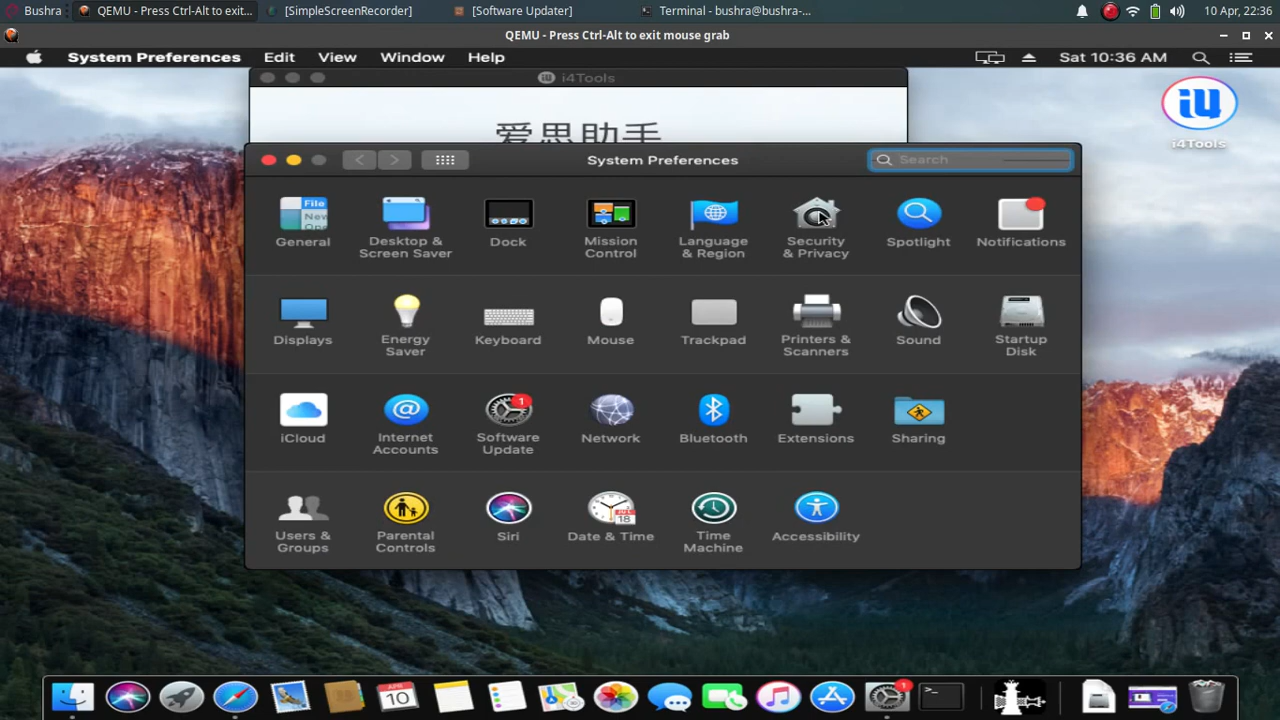 Bushra
QEMU - Press Ctrl-Alt to exit...
[SimpleScreenRecorder]
[Software Updater]
Terminal - bushra@bushra-...
10 Apr, 22:36
QEMU - Press Ctrl-Alt to exit mouse grab
System Preferences Edit View Window Help
Sat 10:36 AM
i4Tools
爱思助手
i4Tools
System Preferences
Search
General
Desktop &
Screen Saver
Dock
Mission
Control
Language
& Region
Security
& Privacy
Spotlight
Notifications
Displays
Energy
Saver
Keyboard
Mouse
Trackpad
Printers &
Scanners
Sound
Startup
Disk
iCloud
Internet
Accounts
1
Software
Update
Network
Bluetooth
Extensions
Sharing
Users &
Groups
Parental
Controls
Siri
Date & Time
Time
Machine
Accessibility